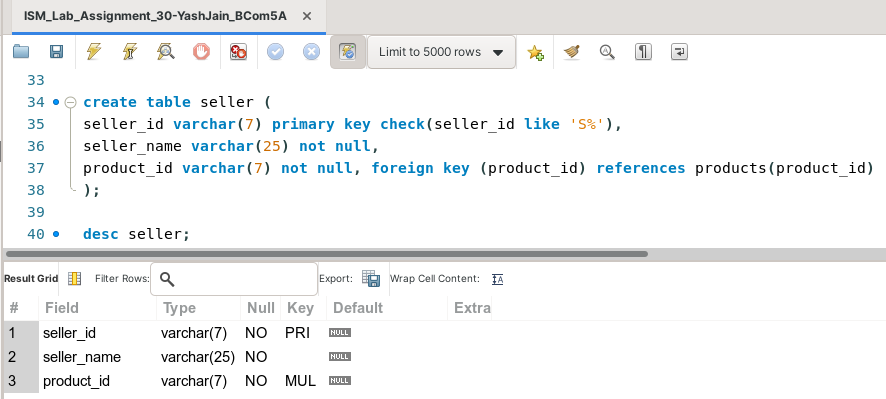 ISM_Lab_Assignment_30-YashJain_BCom5A ×
Limit to 5000 rows
33
34 create table seller (
35 seller_id varchar(7) primary key check(seller_id like 'S%'),
36 seller_name varchar(25) not null,
37 product_id varchar(7) not null, foreign key (product_id) references products(product_id)
38 );
39
40 desc seller;
Result Grid Filter Rows: Export: Wrap Cell Content:
# Field Type Null Key Default Extra
1 seller_id varchar(7) NO PRI NULL
2 seller_name varchar(25) NO NULL
3 product_id varchar(7) NO MUL NULL